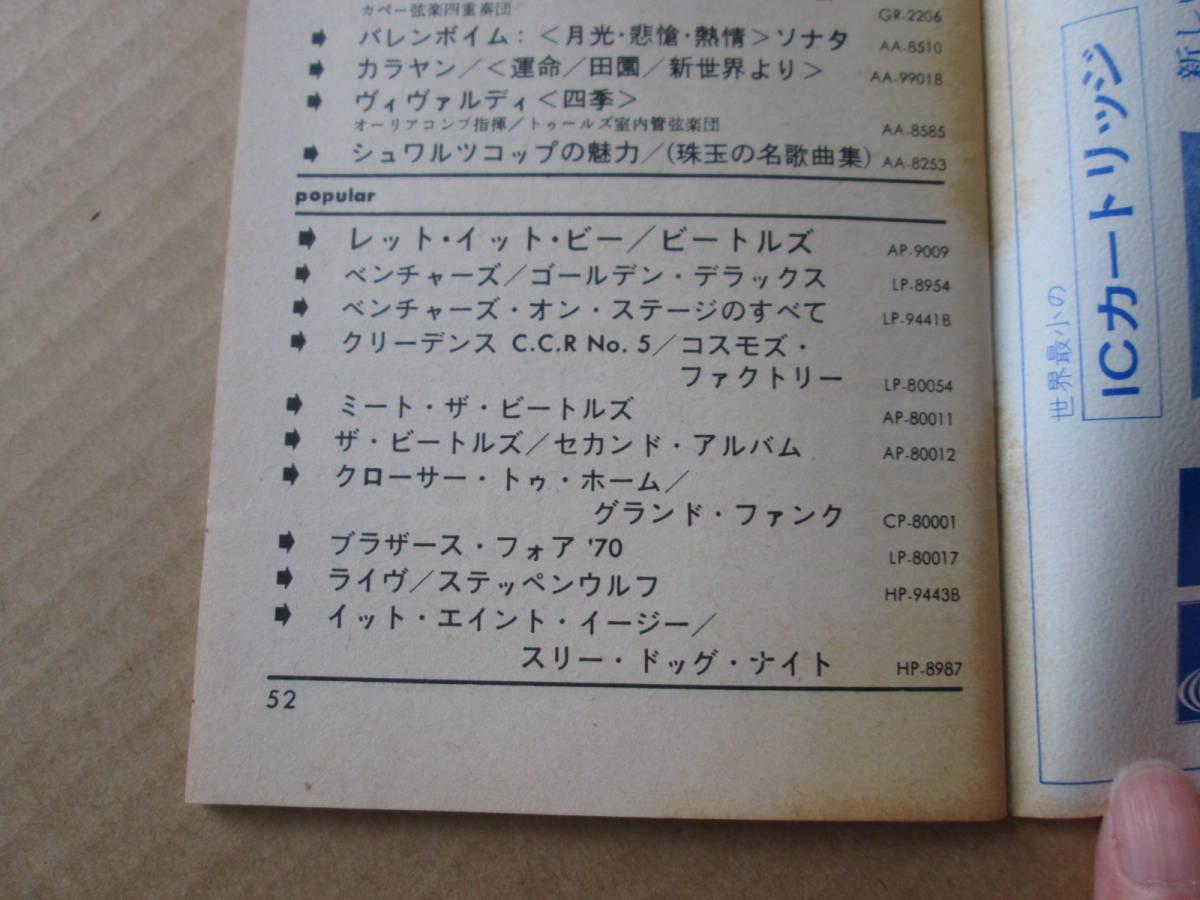 カペー弦楽四重奏団 GR-2206
バレンボイム：＜月光・悲愴・熱情＞ソナタ AA-8510
カラヤン／＜運命／田園／新世界より＞ AA-9901B
ヴィヴァルディ＜四季＞
オーリアコンブ指揮／トゥールズ室内管弦楽団 AA-8585
シュワルツコップの魅力／(珠玉の名歌曲集) AA-8253
popular
レット・イット・ビー／ビートルズ AP-9009
ベンチャーズ／ゴールデン・デラックス LP-8954
ベンチャーズ・オン・ステージのすべて LP-9441B
クリーデンス C.C.R No. 5／コスモズ・
ファクトリー LP-80054
ミート・ザ・ビートルズ AP-80011
ザ・ビートルズ／セカンド・アルバム AP-80012
クローサー・トゥ・ホーム／
グランド・ファンク CP-80001
ブラザース・フォア '70 LP-80017
ライヴ／ステッペンウルフ HP-9443B
イット・エイント・イージー／
スリー・ドッグ・ナイト HP-8987
52
世界最小の
ICカートリッジ
新し